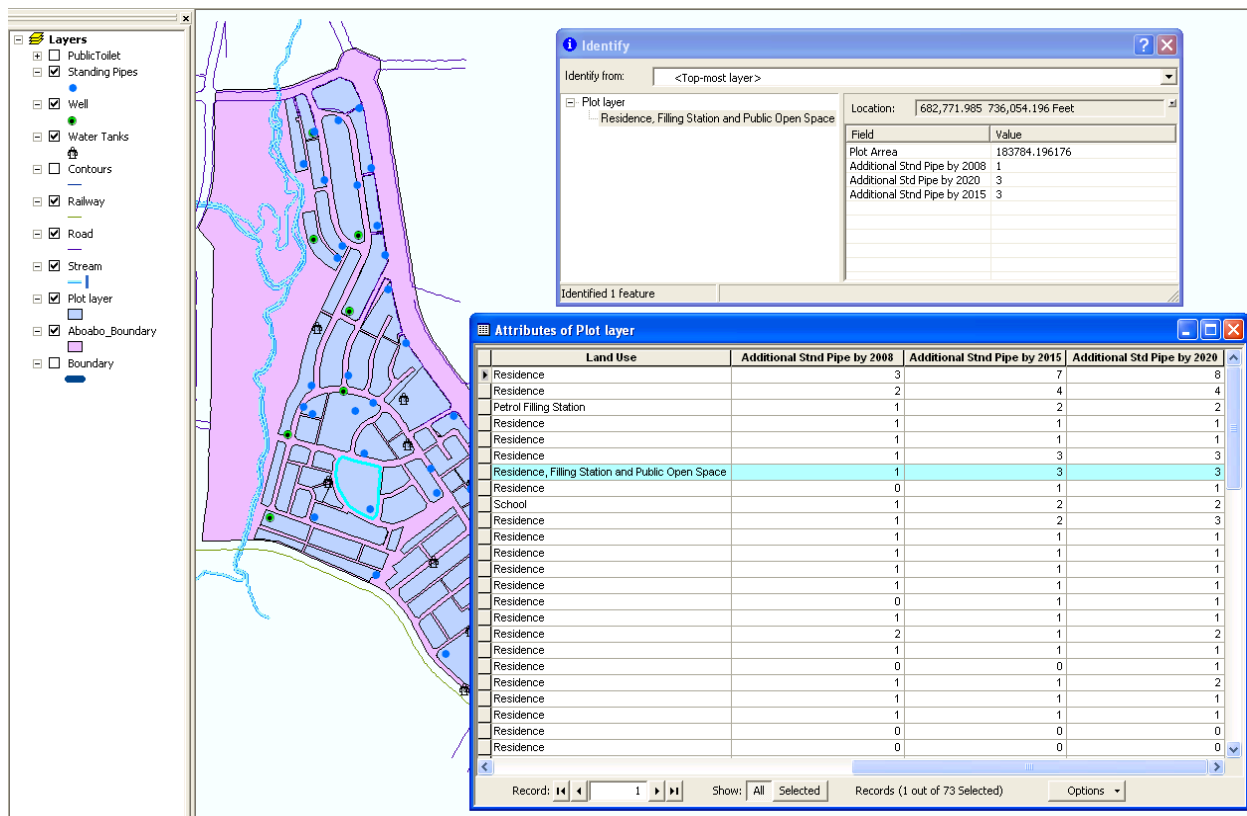 Layers
PublicToilet
Standing Pipes
Well
Water Tanks
Contours
Railway
Road
Stream
Plot layer
Aboabo_Boundary
Boundary
Identify
Identify from: <Top-most layer>
Plot layer
Residence, Filling Station and Public Open Space
Location: 682,771.985 736,054.196 Feet
Field Value
Plot Arrea 183784.196176
Additional Stnd Pipe by 2008 1
Additional Std Pipe by 2020 3
Additional Stnd Pipe by 2015 3
Identified 1 feature
Attributes of Plot layer
Land Use Additional Stnd Pipe by 2008 Additional Stnd Pipe by 2015 Additional Std Pipe by 2020
Residence 3 7 8
Residence 2 4 4
Petrol Filling Station 1 2 2
Residence 1 1 1
Residence 1 1 1
Residence 1 3 3
Residence, Filling Station and Public Open Space 1 3 3
Residence 0 1 1
School 1 2 2
Residence 1 2 3
Residence 1 1 1
Residence 1 1 1
Residence 1 1 1
Residence 1 1 1
Residence 0 1 1
Residence 1 1 1
Residence 2 1 2
Residence 1 1 1
Residence 0 0 1
Residence 1 1 2
Residence 1 1 1
Residence 1 1 1
Residence 0 0 0
Residence 0 0 0
Record: 1 Show: All Selected Records (1 out of 73 Selected) Options